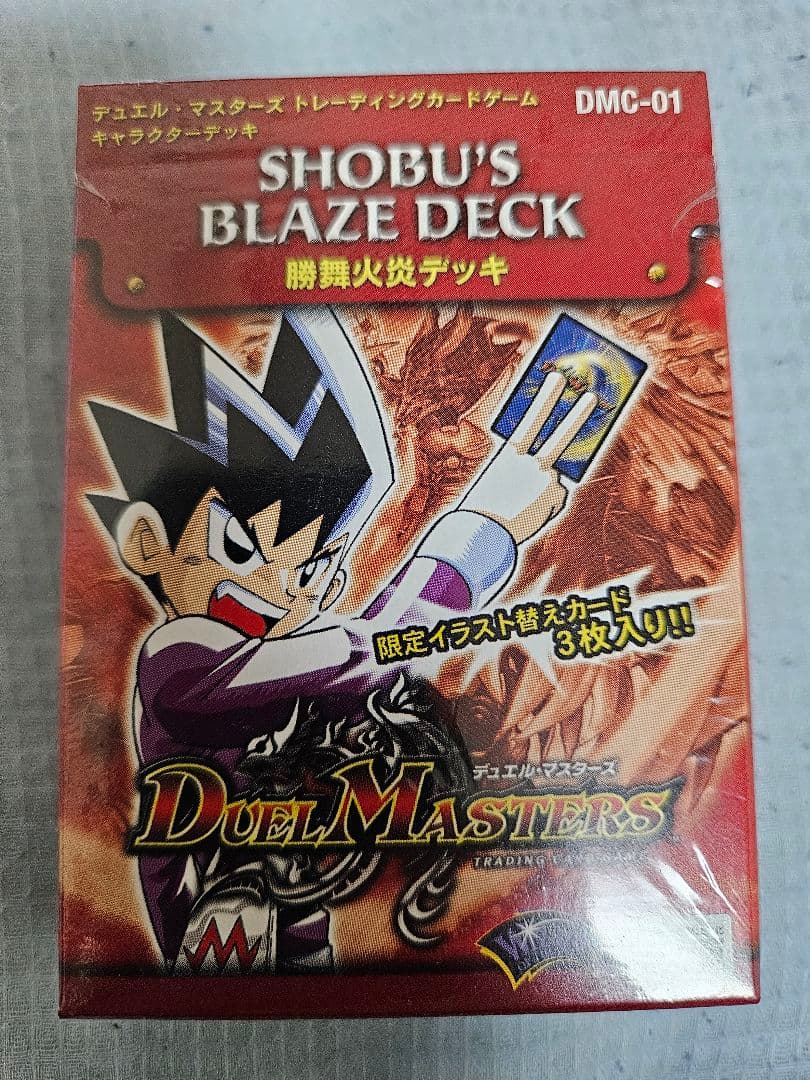 デュエル・マスターズ トレーディングカードゲーム
DMC-01
キャラクターデッキ
SHOBU'S
BLAZE DECK
勝舞火炎デッキ
限定イラスト替えカード
3枚入り!!
デュエル・マスターズ
DUEL MASTERS
TRADING CARD GAME